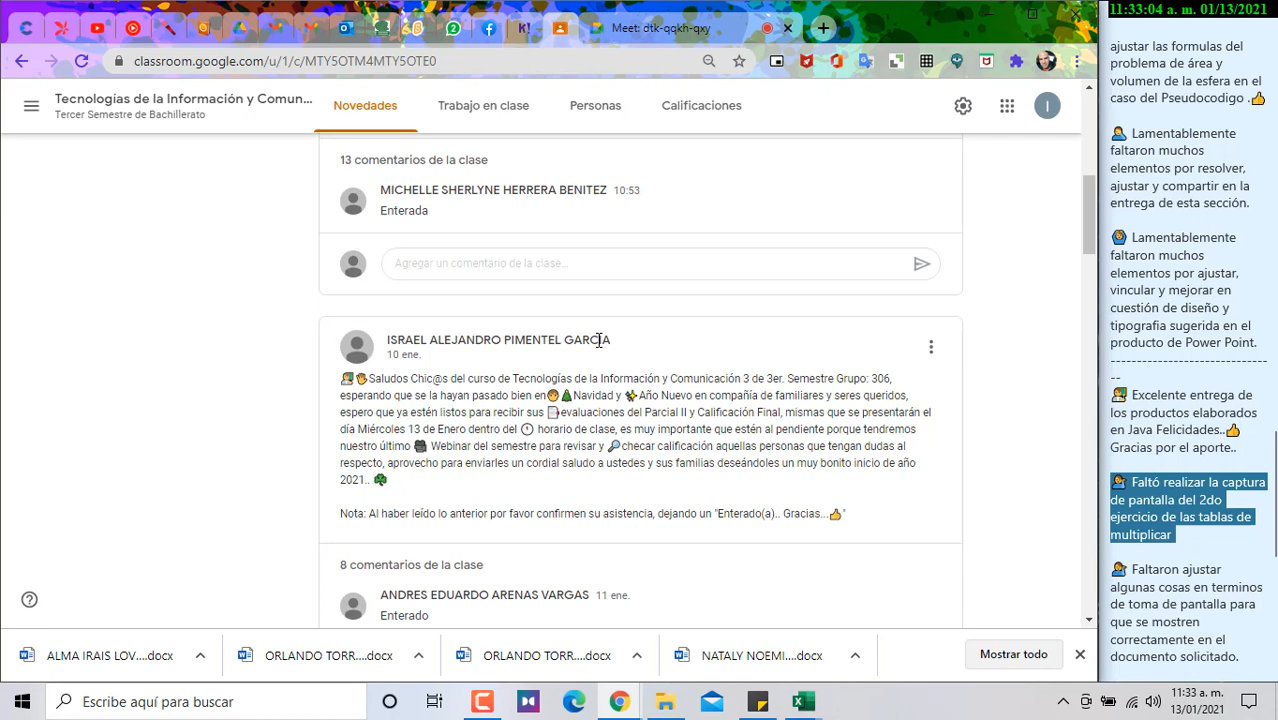 Meet: dtk-qqkh-qxy
11:33:04 a. m. 01/13/2021
classroom.google.com/u/1/c/MTY5OTM4MTY5OTE0
Tecnologías de la Información y Comun...
Tercer Semestre de Bachillerato
Novedades
Trabajo en clase
Personas
Calificaciones
I
13 comentarios de la clase
MICHELLE SHERLYNE HERRERA BENITEZ 10:53
Enterada
Agregar un comentario de la clase...
ISRAEL ALEJANDRO PIMENTEL GARCIA
10 ene.
Saludos Chic@s del curso de Tecnologías de la Información y Comunicación 3 de 3er. Semestre Grupo: 306,
esperando que se la hayan pasado bien en 🎅🎄Navidad y ✨Año Nuevo en compañía de familiares y seres queridos,
espero que ya estén listos para recibir sus evaluaciones del Parcial II y Calificación Final, mismas que se presentarán el
día Miércoles 13 de Enero dentro del horario de clase, es muy importante que estén al pendiente porque tendremos
nuestro último Webinar del semestre para revisar y 🔎checar calificación aquellas personas que tengan dudas al
respecto, aprovecho para enviarles un cordial saludo a ustedes y sus familias deseándoles un muy bonito inicio de año
2021.. ☘
Nota: Al haber leído lo anterior por favor confirmen su asistencia, dejando un "Enterado(a).. Gracias...👍"
8 comentarios de la clase
ANDRES EDUARDO ARENAS VARGAS 11 ene.
Enterado
ALMA IRAIS LOV....docx
ORLANDO TORR....docx
ORLANDO TORR....docx
NATALY NOEMI....docx
Mostrar todo
Escribe aquí para buscar
11:33 a. m.
13/01/2021
ajustar las formulas del
problema de área y
volumen de la esfera en el
caso del Pseudocodigo .👍
Lamentablemente
faltaron muchos
elementos por resolver,
ajustar y compartir en la
entrega de esta sección.
Lamentablemente
faltaron muchos
elementos por ajustar,
vincular y mejorar en
cuestión de diseño y
tipografia sugerida en el
producto de Power Point.
-----------------------------------
--
Excelente entrega de
los productos elaborados
en Java Felicidades..👍
Gracias por el aporte..
Faltó realizar la captura
de pantalla del 2do
ejercicio de las tablas de
multiplicar
Faltaron ajustar
algunas cosas en terminos
de toma de pantalla para
que se mostren
correctamente en el
documento solicitado.